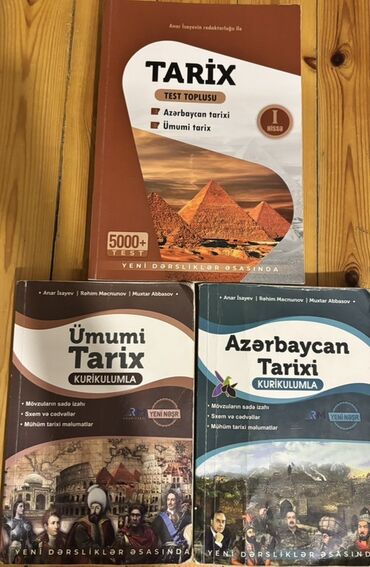 Anar İsayevin redaktorluğu ilə
TARİX
TEST TOPLUSU
Azərbaycan tarixi
Ümumi tarix
I
HİSSƏ
5000+
TEST
YENİ DƏRSLİKLƏR ƏSASINDA
Anar İsayev | Rəhim Məcnunov | Muxtar Abbasov
Ümumi
Tarix
KURİKULUMLA
Mövzuların sadə izahı
Sxem və cədvəllər
Mühüm tarixi məlumatlar
YENİ NƏŞR
YENİ DƏRSLİKLƏR ƏSASINDA
Anar İsayev | Rəhim Məcnunov | Muxtar Abbasov
Azərbaycan
Tarixi
KURİKULUMLA
Mövzuların sadə izahı
Sxem və cədvəllər
Mühüm tarixi məlumatlar
YENİ NƏŞR
YENİ DƏRSLİKLƏR ƏSASINDA